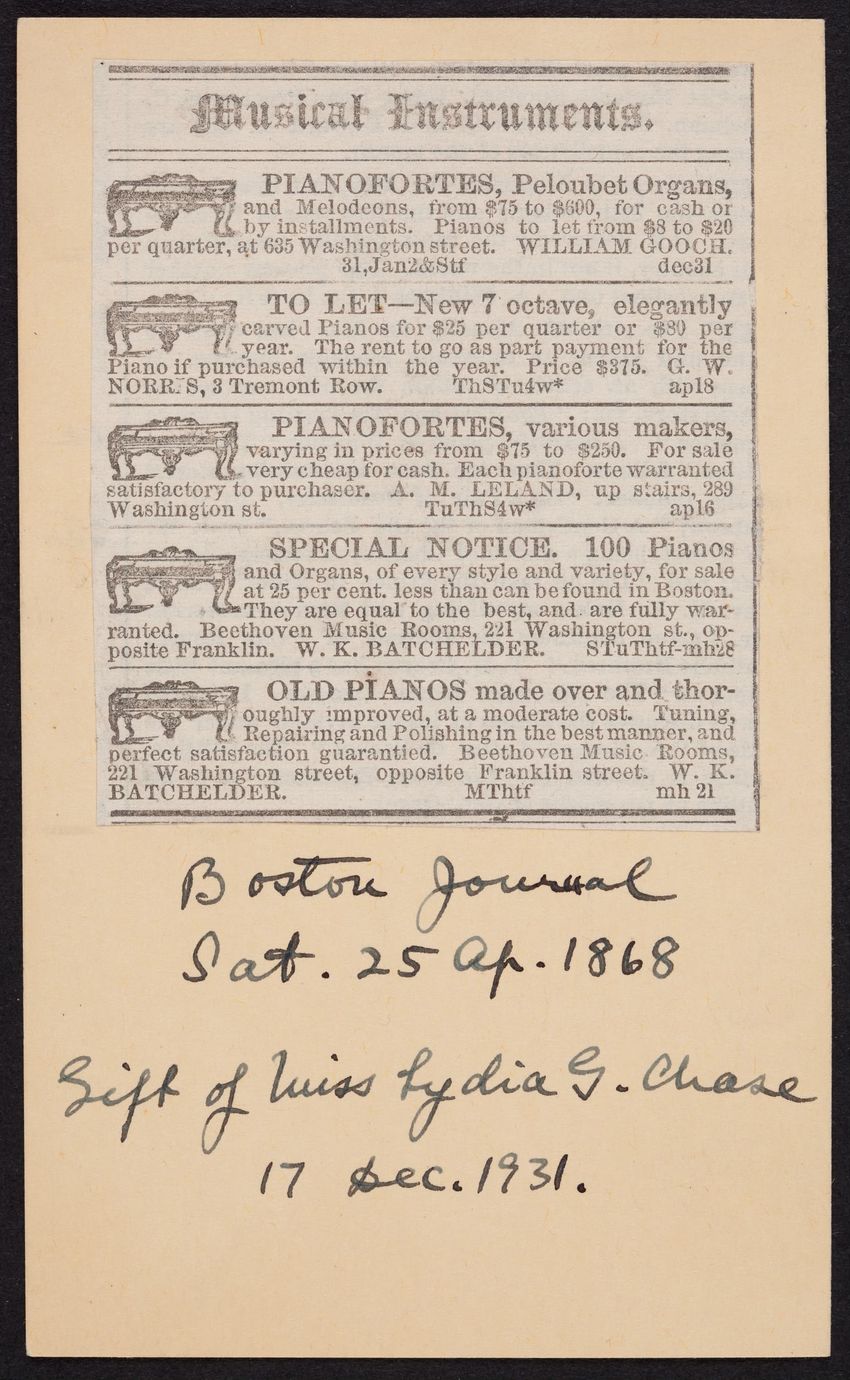 Musical Instruments.
PIANOFORTES, Peloubet Organs,
and Melodeons, from $75 to $600, for cash or
by installments. Pianos to let from $8 to $20
per quarter, at 635 Washington street. WILLIAM GOOCH.
31,Jan2&Stf dec31
TO LET—New 7 octave, elegantly
carved Pianos for $25 per quarter or $80 per
year. The rent to go as part payment for the
Piano if purchased within the year. Price $375. G. W.
NORRIS, 3 Tremont Row. ThSTu4w* ap18
PIANOFORTES, various makers,
varying in prices from $75 to $250. For sale
very cheap for cash. Each pianoforte warranted
satisfactory to purchaser. A. M. LELAND, up stairs, 289
Washington st. TuThS4w* ap16
SPECIAL NOTICE. 100 Pianos
and Organs, of every style and variety, for sale
at 25 per cent. less than can be found in Boston.
They are equal to the best, and are fully war-
ranted. Beethoven Music Rooms, 221 Washington st., op-
posite Franklin. W. K. BATCHELDER. STuThtf-mh28
OLD PIANOS made over and thor-
oughly improved, at a moderate cost. Tuning,
Repairing and Polishing in the best manner, and
perfect satisfaction guarantied. Beethoven Music Rooms,
221 Washington street, opposite Franklin street. W. K.
BATCHELDER. MThtf mh 21
Boston Journal
Sat. 25 Ap. 1868
Gift of Miss Lydia G. Chase
17 Dec. 1931.